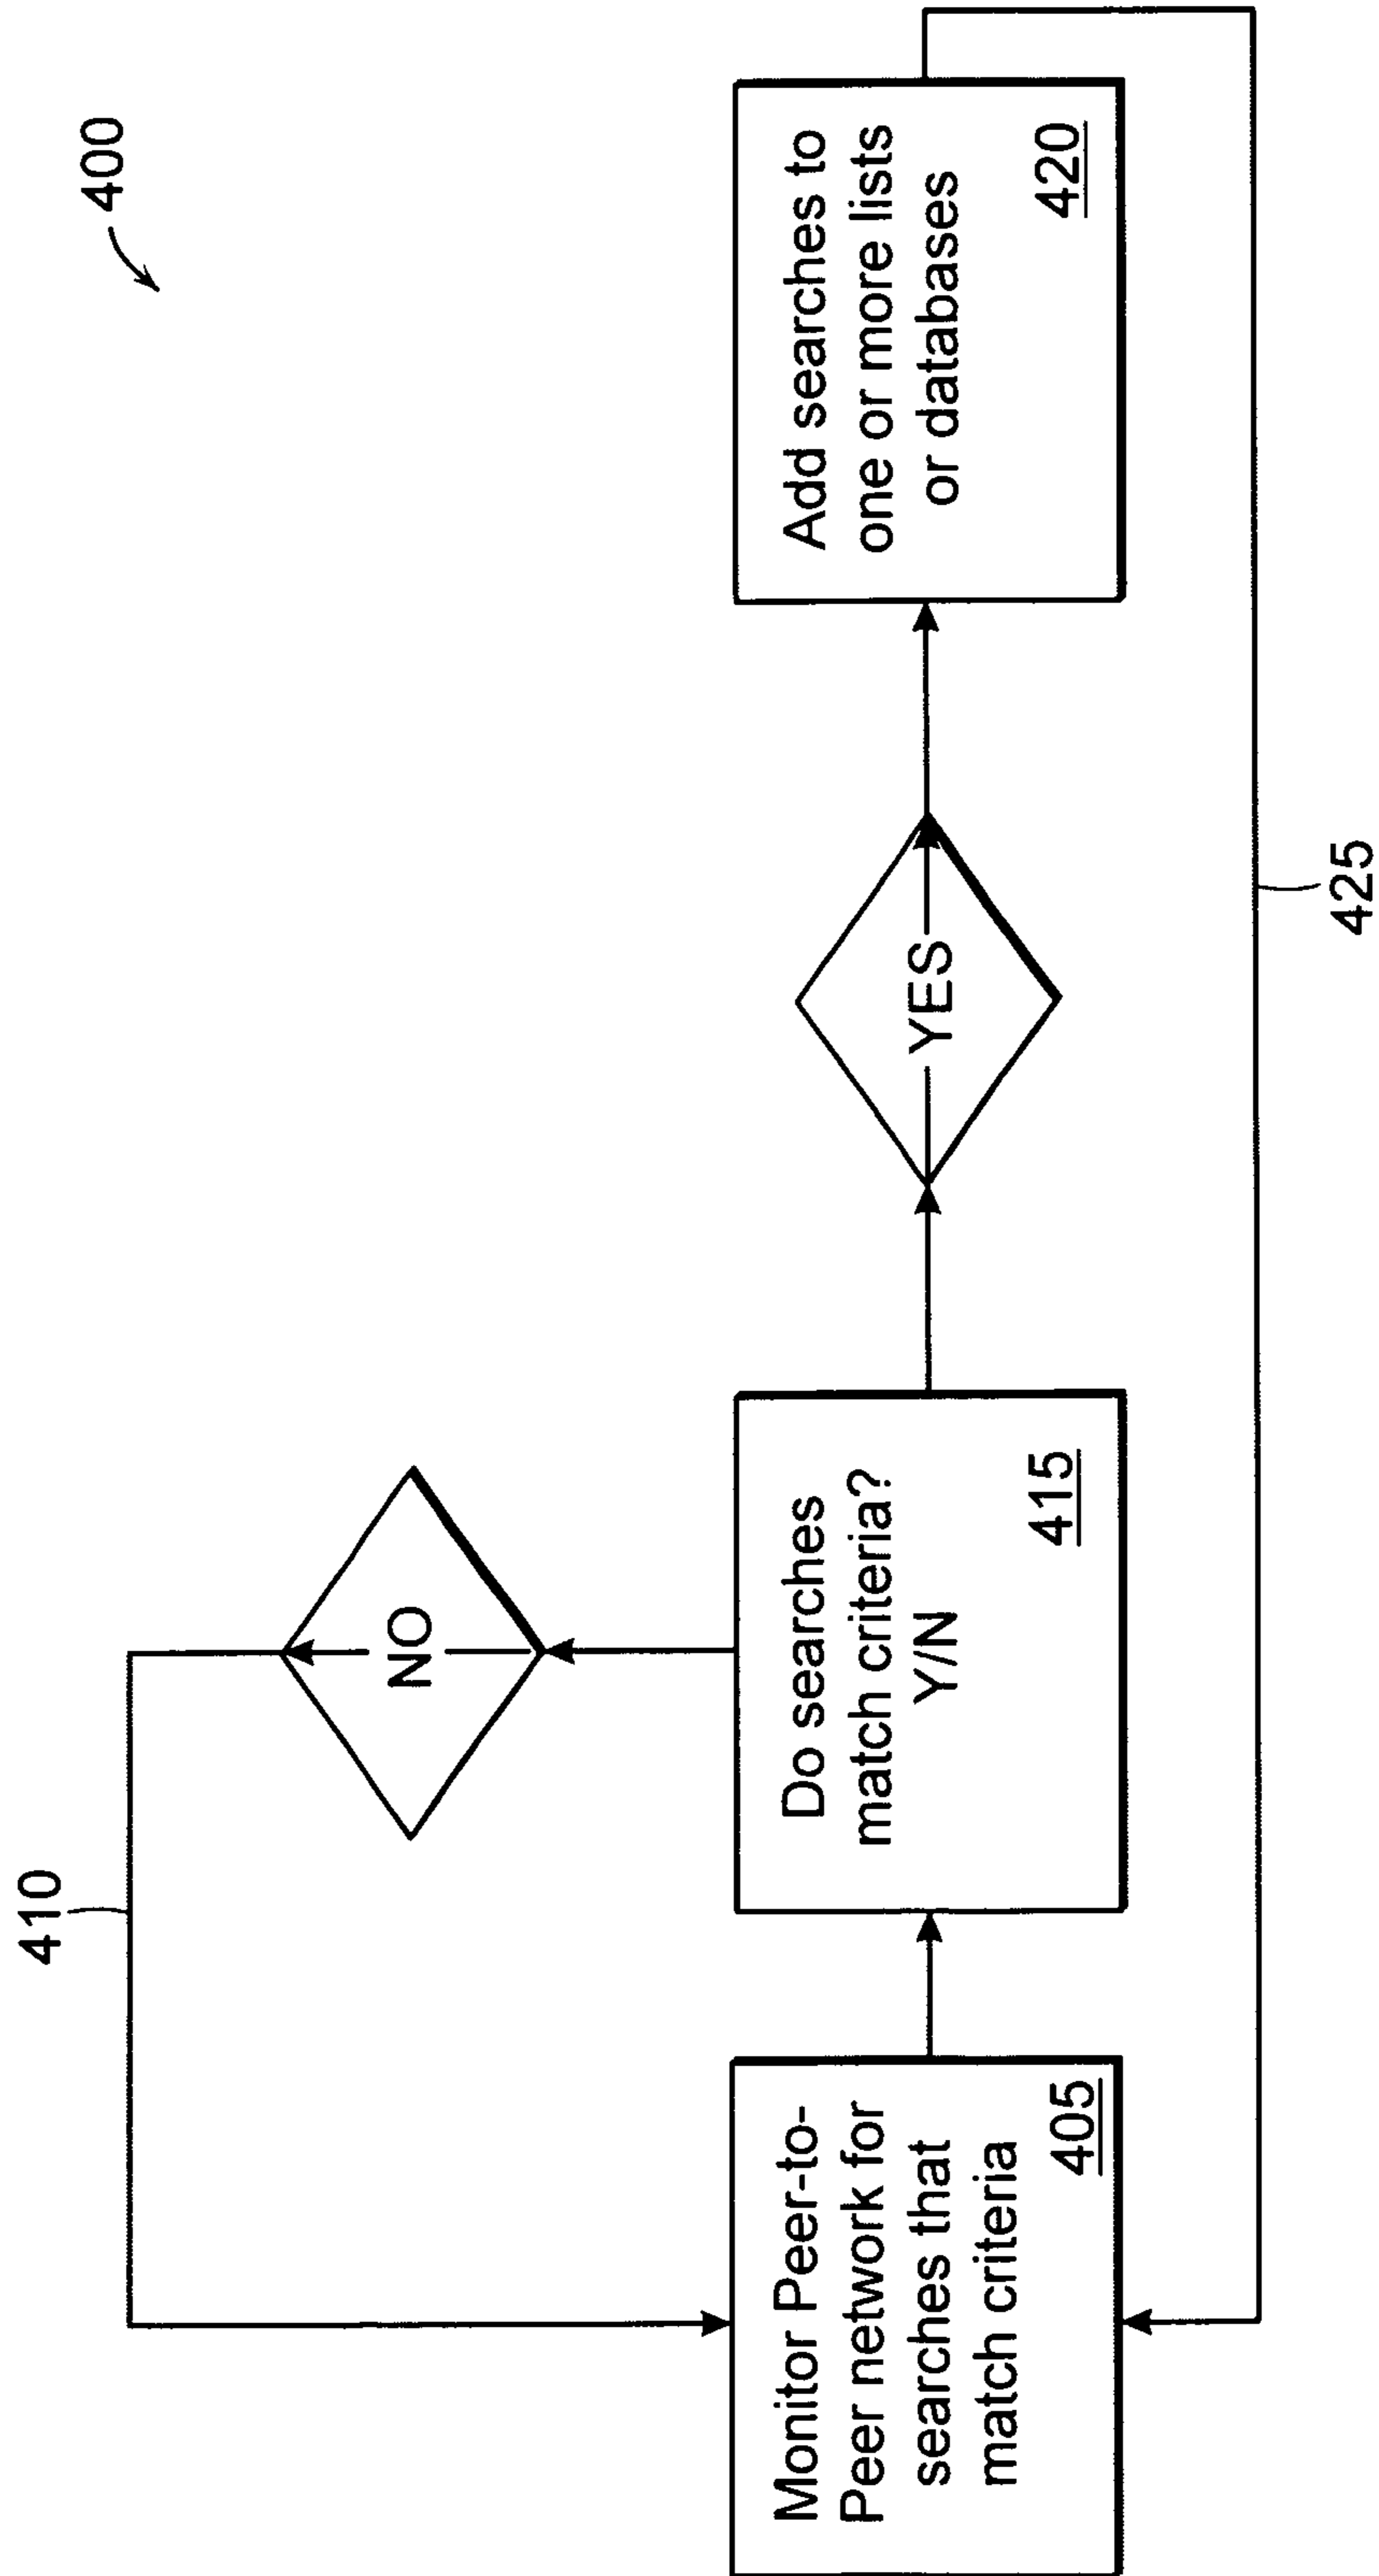 400
410
NO
Monitor Peer-to-
Peer network for
searches that
match criteria
405
Do searches
match criteria?
Y/N
415
YES
Add searches to
one or more lists
or databases
420
425